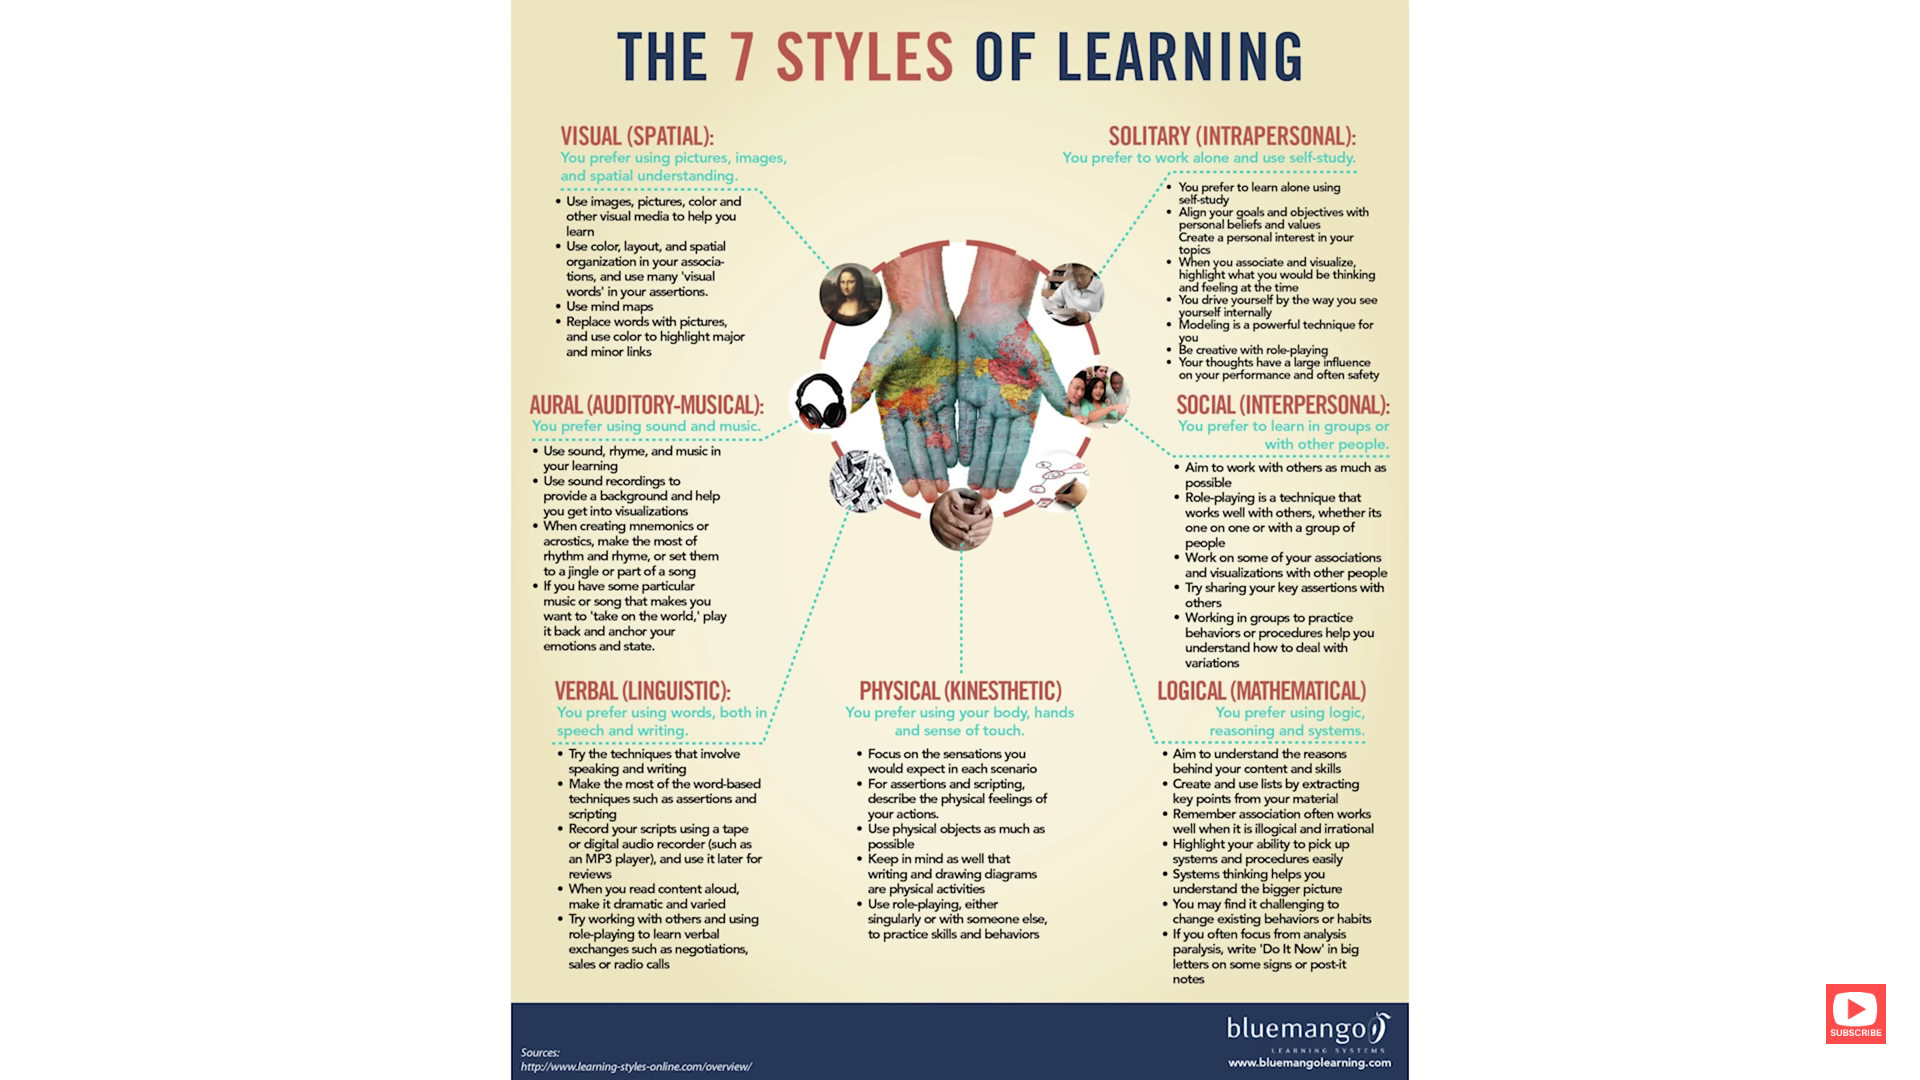 THE 7 STYLES OF LEARNING
VISUAL (SPATIAL):
You prefer using pictures, images,
and spatial understanding.
• Use images, pictures, color and
other visual media to help you
learn
• Use color, layout, and spatial
organization in your associa-
tions, and use many 'visual
words' in your assertions.
• Use mind maps
• Replace words with pictures,
and use color to highlight major
and minor links
AURAL (AUDITORY-MUSICAL):
You prefer using sound and music.
• Use sound, rhyme, and music in
your learning
• Use sound recordings to
provide a background and help
you get into visualizations
• When creating mnemonics or
acrostics, make the most of
rhythm and rhyme, or set them
to a jingle or part of a song
• If you have some particular
music or song that makes you
want to 'take on the world,' play
it back and anchor your
emotions and state.
VERBAL (LINGUISTIC):
You prefer using words, both in
speech and writing.
• Try the techniques that involve
speaking and writing
• Make the most of the word-based
techniques such as assertions and
scripting
• Record your scripts using a tape
or digital audio recorder (such as
an MP3 player), and use it later for
reviews
• When you read content aloud,
make it dramatic and varied
• Try working with others and using
role-playing to learn verbal
exchanges such as negotiations,
sales or radio calls
PHYSICAL (KINESTHETIC)
You prefer using your body, hands
and sense of touch.
• Focus on the sensations you
would expect in each scenario
• For assertions and scripting,
describe the physical feelings of
your actions.
• Use physical objects as much as
possible
• Keep in mind as well that
writing and drawing diagrams
are physical activities
• Use role-playing, either
singularly or with someone else,
to practice skills and behaviors
SOLITARY (INTRAPERSONAL):
You prefer to work alone and use self-study.
• You prefer to learn alone using
self-study
• Align your goals and objectives with
personal beliefs and values
Create a personal interest in your
topics
• When you associate and visualize,
highlight what you would be thinking
and feeling at the time
• You drive yourself by the way you see
yourself internally
• Modeling is a powerful technique for
you
• Be creative with role-playing
• Your thoughts have a large influence
on your performance and often safety
SOCIAL (INTERPERSONAL):
You prefer to learn in groups or
with other people.
• Aim to work with others as much as
possible
• Role-playing is a technique that
works well with others, whether its
one on one or with a group of
people
• Work on some of your associations
and visualizations with other people
• Try sharing your key assertions with
others
• Working in groups to practice
behaviors or procedures help you
understand how to deal with
variations
LOGICAL (MATHEMATICAL)
You prefer using logic,
reasoning and systems.
• Aim to understand the reasons
behind your content and skills
• Create and use lists by extracting
key points from your material
• Remember association often works
well when it is illogical and irrational
• Highlight your ability to pick up
systems and procedures easily
• Systems thinking helps you
understand the bigger picture
• You may find it challenging to
change existing behaviors or habits
• If you often focus from analysis
paralysis, write 'Do It Now' in big
letters on some signs or post-it
notes
Sources:
http://www.learning-styles-online.com/overview/
bluemango
LEARNING SYSTEMS
www.bluemangolearning.com
SUBSCRIBE